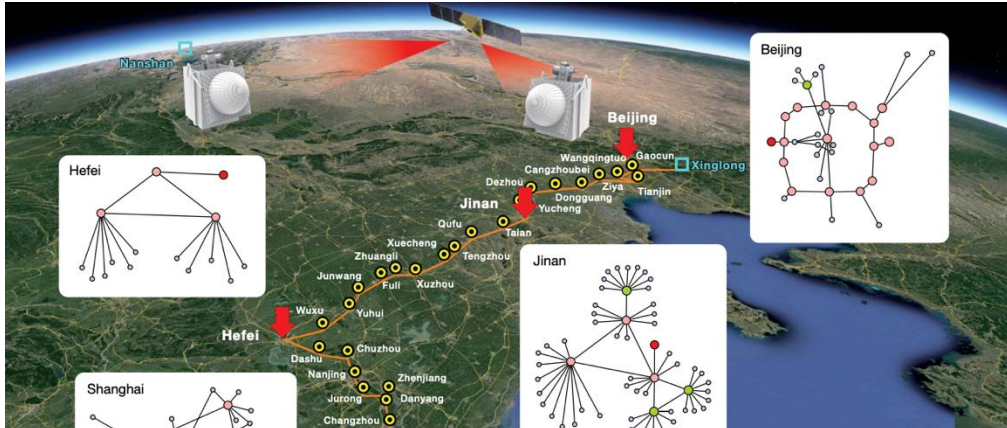 Nanshan
Beijing
Beijing
Hefei
Wangqingtuo
Gaocun
Xinglong
Cangzhoubei
Dezhou
Ziya
Tianjin
Dongguang
Jinan
Yucheng
Qufu
Taian
Xuecheng
Tengzhou
Zhuangli
Jinan
Junwang
Fuli
Xuzhou
Wuxu
Yuhui
Hefei
Dashu
Chuzhou
Shanghai
Nanjing
Zhenjiang
Jurong
Danyang
Changzhou